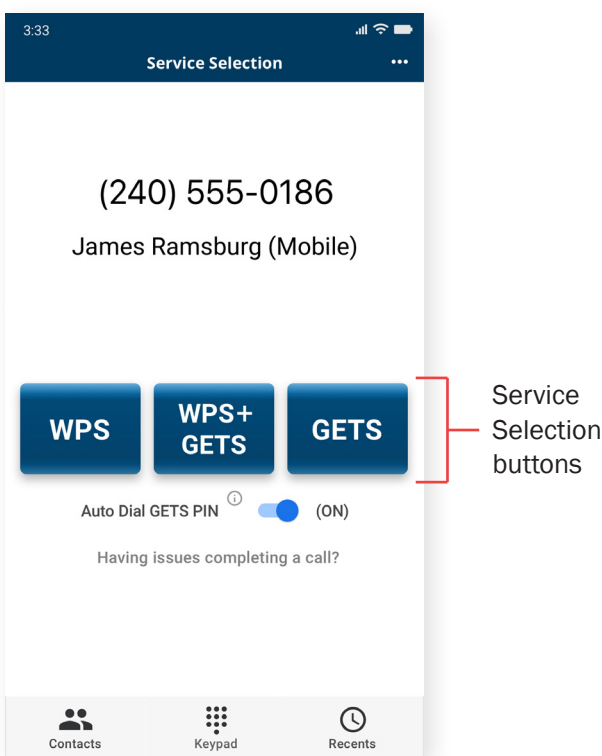 3:33
Service Selection
(240) 555-0186
James Ramsburg (Mobile)
WPS
WPS+
GETS
GETS
Service
Selection
buttons
Auto Dial GETS PIN (ON)
Having issues completing a call?
Contacts Keypad Recents